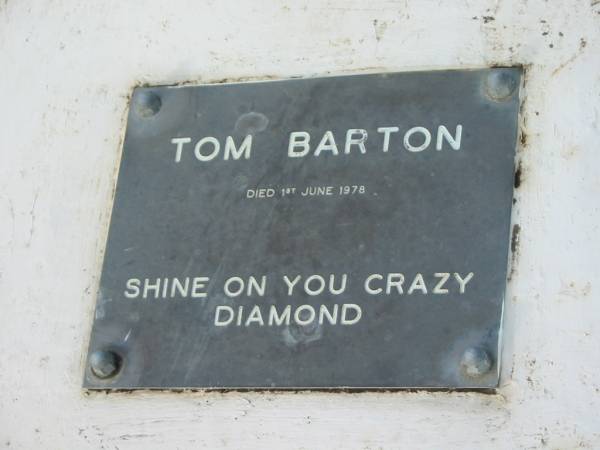 TOM BARTON
DIED 1ST JUNE 1978
SHINE ON YOU CRAZY
DIAMOND